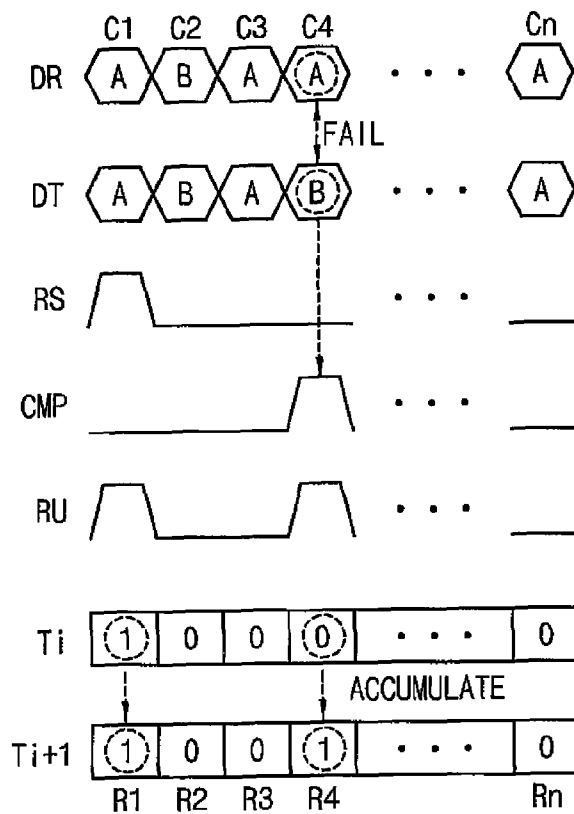 C1 C2 C3 C4 Cn
DR A B A A • • • A
FAIL
DT A B A B • • • A
RS • • •
CMP • • •
RU • • •
Ti 1 0 0 0 • • • 0
ACCUMULATE
Ti+1 1 0 0 1 • • • 0
R1 R2 R3 R4 Rn